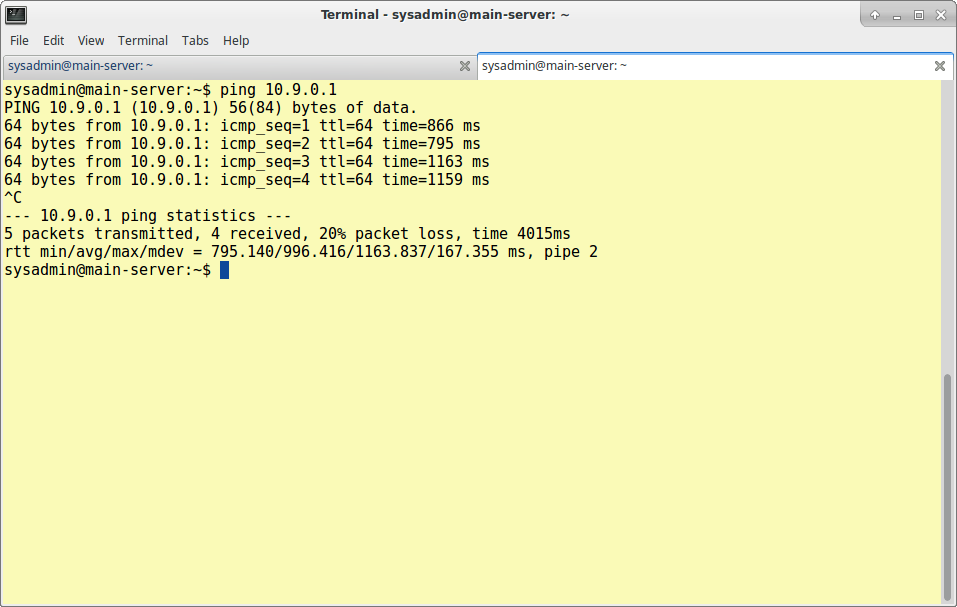 Terminal - sysadmin@main-server: ~
File Edit View Terminal Tabs Help
sysadmin@main-server: ~ sysadmin@main-server: ~
sysadmin@main-server:~$ ping 10.9.0.1
PING 10.9.0.1 (10.9.0.1) 56(84) bytes of data.
64 bytes from 10.9.0.1: icmp_seq=1 ttl=64 time=866 ms
64 bytes from 10.9.0.1: icmp_seq=2 ttl=64 time=795 ms
64 bytes from 10.9.0.1: icmp_seq=3 ttl=64 time=1163 ms
64 bytes from 10.9.0.1: icmp_seq=4 ttl=64 time=1159 ms
^C
--- 10.9.0.1 ping statistics ---
5 packets transmitted, 4 received, 20% packet loss, time 4015ms
rtt min/avg/max/mdev = 795.140/996.416/1163.837/167.355 ms, pipe 2
sysadmin@main-server:~$